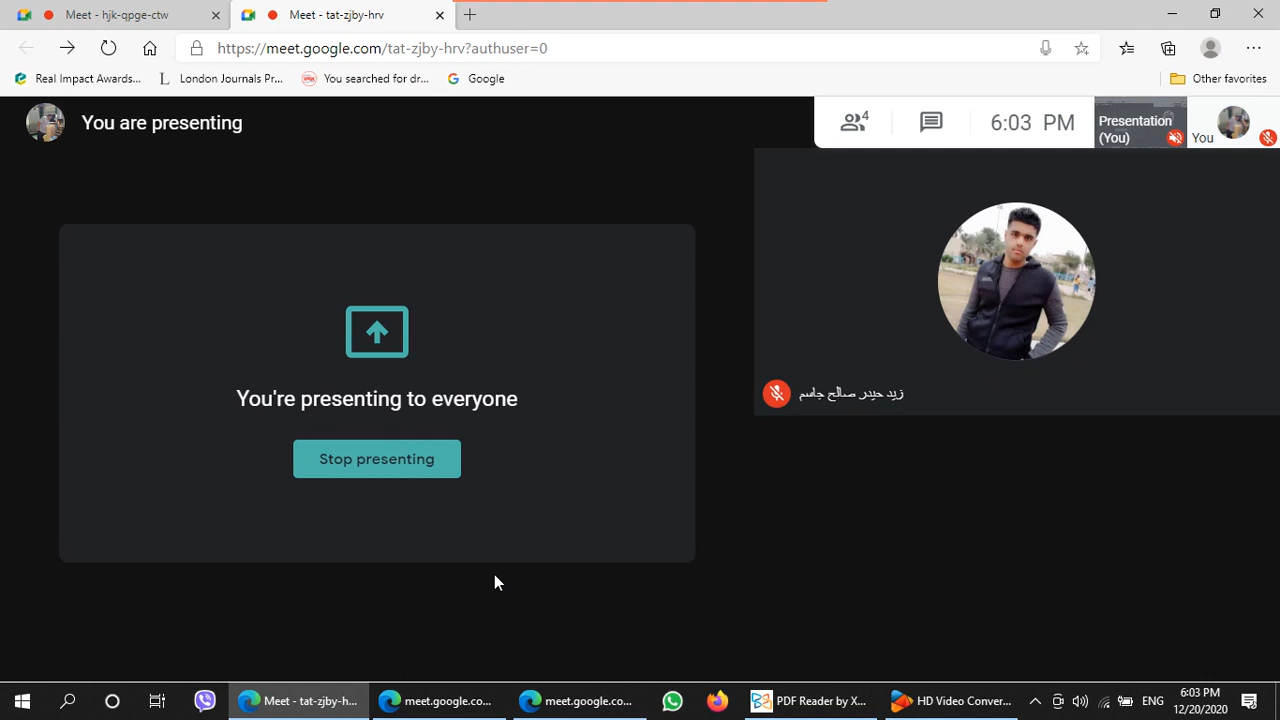 Meet - hjk-qpge-ctw
Meet - tat-zjby-hrv
https://meet.google.com/tat-zjby-hrv?authuser=0
Real Impact Awards...
London Journals Pr...
You searched for dr...
Google
Other favorites
You are presenting
4
6:03 PM
Presentation
(You)
You
You're presenting to everyone
Stop presenting
زيد حيدر صالح جاسم
Meet - tat-zjby-h...
meet.google.co...
meet.google.co...
PDF Reader by X...
HD Video Conver...
ENG
6:03 PM
12/20/2020